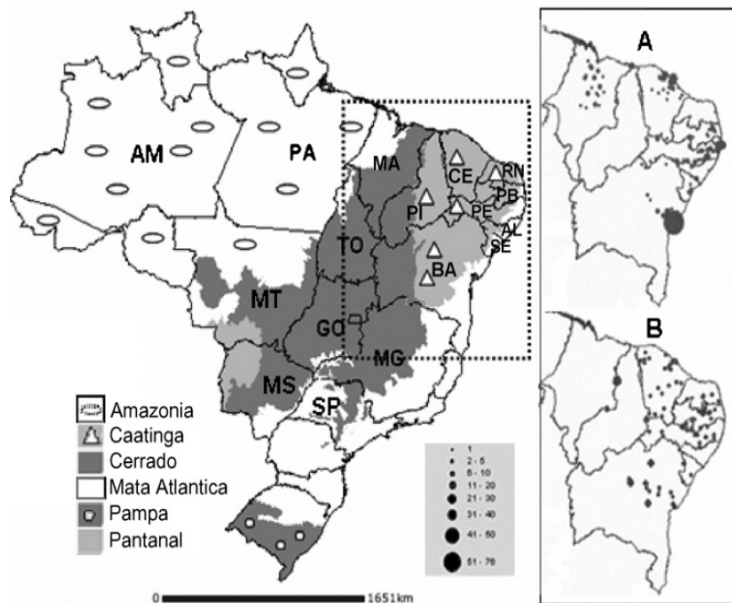 A
AM
PA
MA
CE
RN
PB
PI
PE
AL
SE
TO
BA
MT
GO
B
MG
MS
SP
Amazonia
Caatinga
Cerrado
Mata Atlantica
Pampa
Pantanal
1
2 - 5
6 - 10
11 - 20
21 - 30
31 - 40
41 - 50
51 - 76
0 1651km